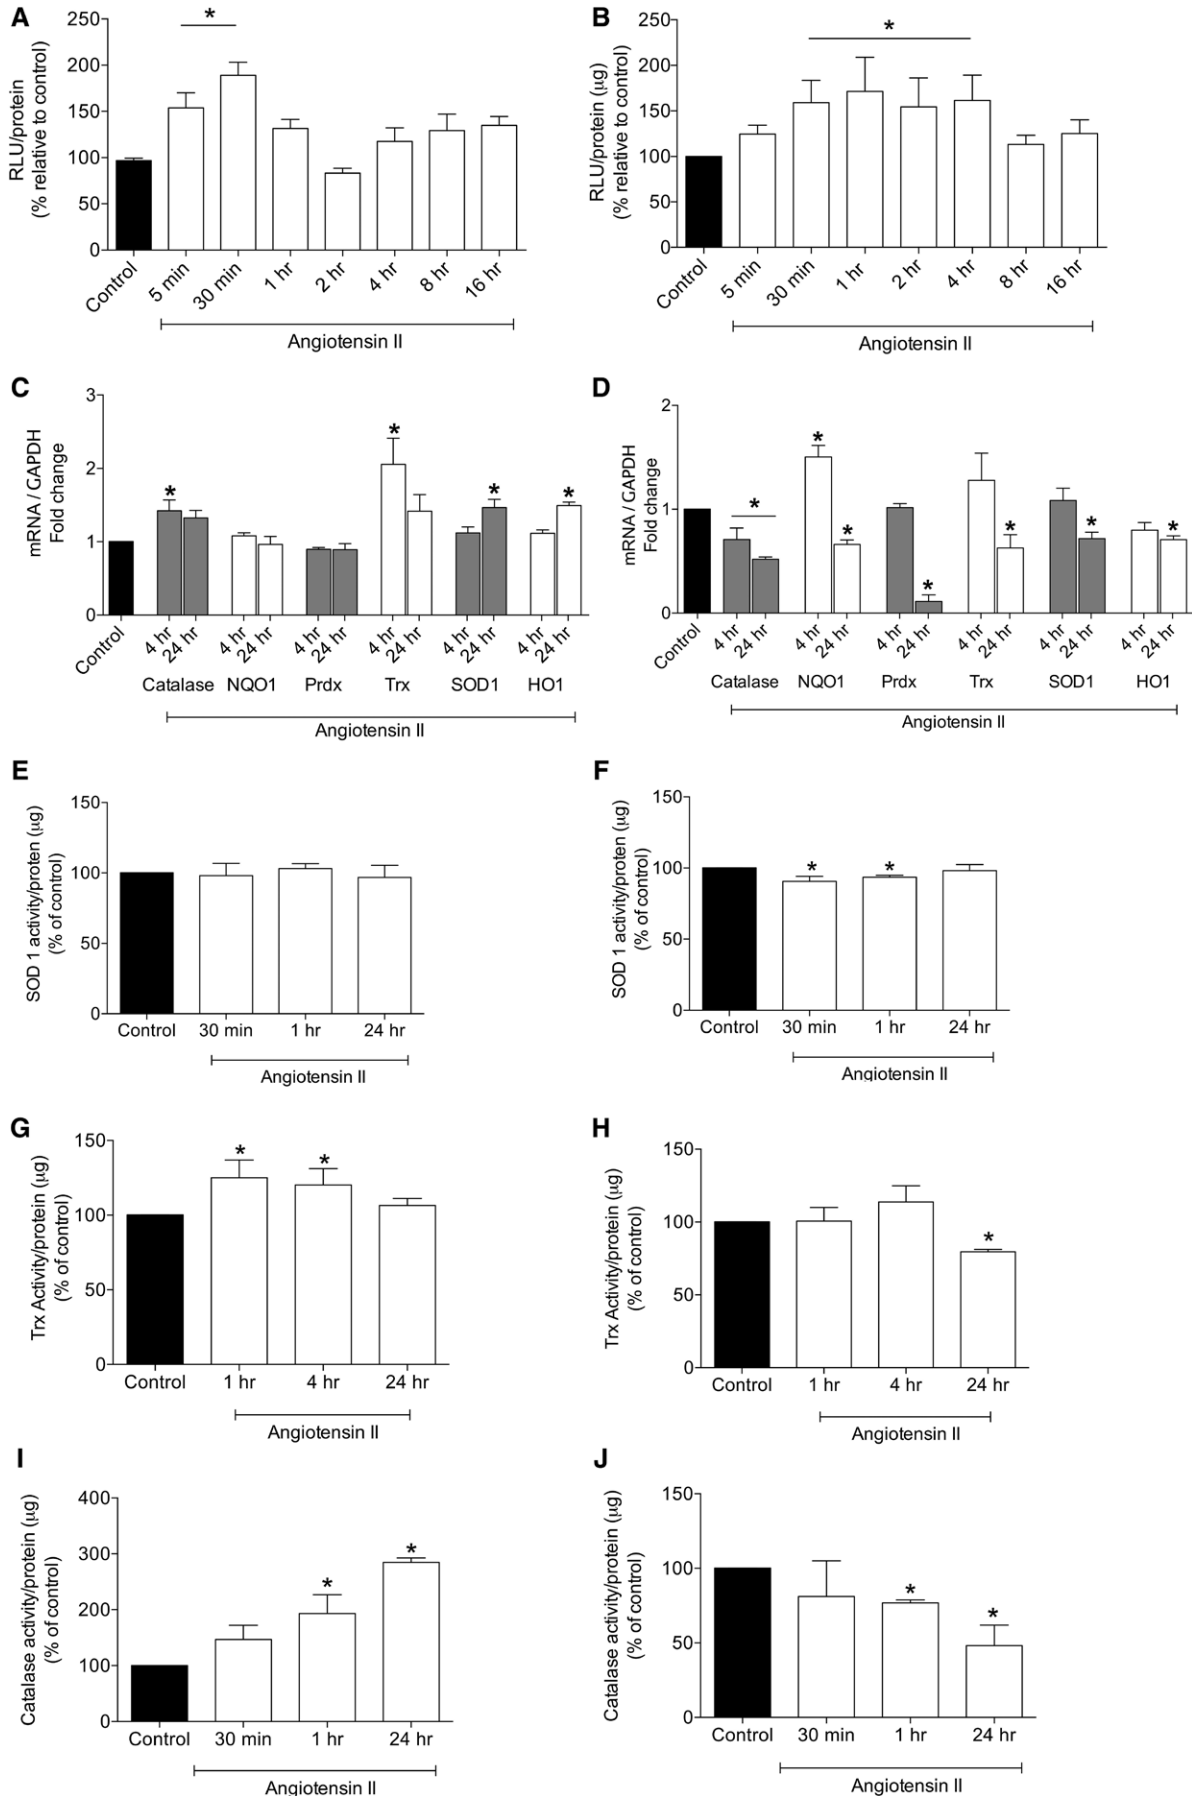 A
RLU/protein
(% relative to control)
250
200
150
100
50
0
*
Control
5 min
30 min
1 hr
2 hr
4 hr
8 hr
16 hr
Angiotensin II
B
RLU/protein (µg)
(% relative to control)
250
200
150
100
50
0
*
Control
5 min
30 min
1 hr
2 hr
4 hr
8 hr
16 hr
Angiotensin II
C
mRNA / GAPDH
Fold change
3
2
1
0
* * * *
Control
4 hr 24 hr 4 hr 24 hr 4 hr 24 hr 4 hr 24 hr 4 hr 24 hr 4 hr 24 hr
Catalase NQO1 Prdx Trx SOD1 HO1
Angiotensin II
D
mRNA / GAPDH
Fold change
2
1
0
* * * * * * *
Control
4 hr 24 hr 4 hr 24 hr 4 hr 24 hr 4 hr 24 hr 4 hr 24 hr 4 hr 24 hr
Catalase NQO1 Prdx Trx SOD1 HO1
Angiotensin II
E
SOD 1 activity/proten (µg)
(% of control)
150
100
50
0
Control 30 min 1 hr 24 hr
Angiotensin II
F
SOD 1 activity/proten (µg)
(% of control)
150
100
50
0
* *
Control 30 min 1 hr 24 hr
Angiotensin II
G
Trx Activity/protein (µg)
(% of control)
150
100
50
0
* *
Control 1 hr 4 hr 24 hr
Angiotensin II
H
Trx Activity/protein (µg)
(% of control)
150
100
50
0
*
Control 1 hr 4 hr 24 hr
Angiotensin II
I
Catalase activity/protein (µg)
(% of control)
400
300
200
100
0
* *
Control 30 min 1 hr 24 hr
Angiotensin II
J
Catalase activity/protein (µg)
(% of control)
150
100
50
0
* *
Control 30 min 1 hr 24 hr
Angiotensin II